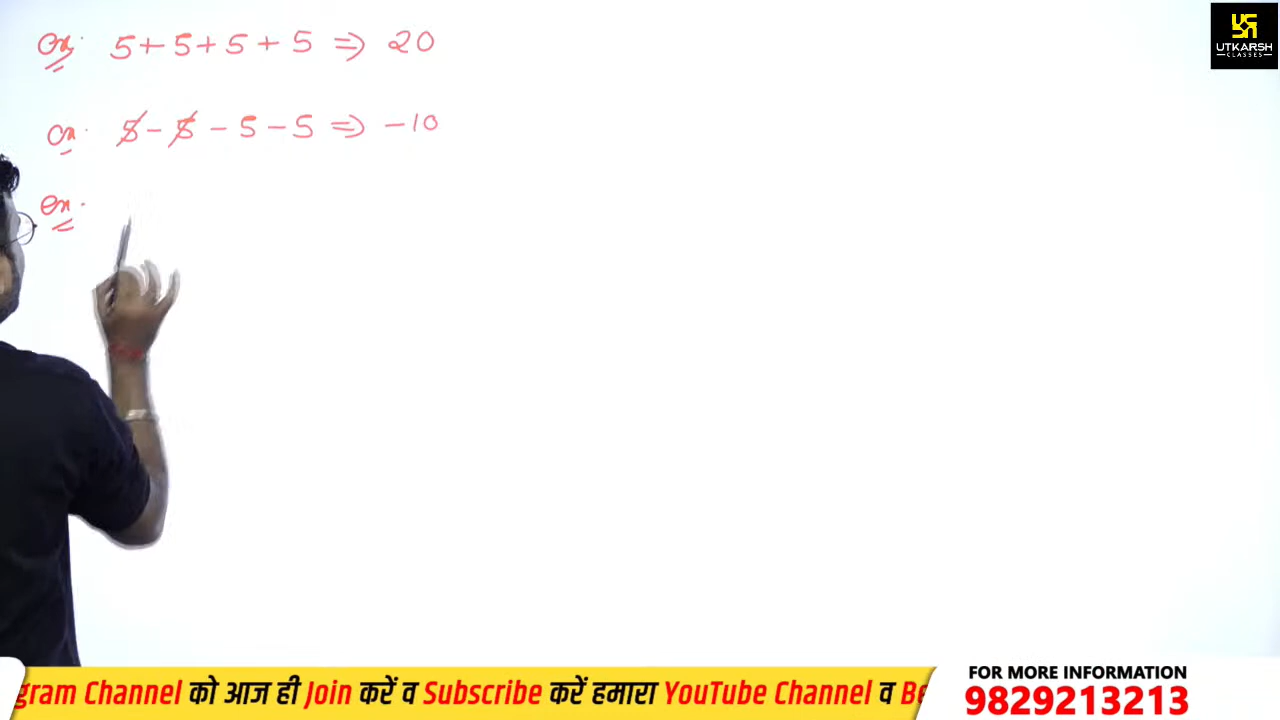 UTKARSH
CLASSES
Ex. 5 + 5 + 5 + 5 ⇒ 20
Ex. 5 - 5 - 5 - 5 ⇒ -10
Ex.
gram Channel को आज ही Join करें व Subscribe करें हमारा YouTube Channel व Be
FOR MORE INFORMATION
9829213213